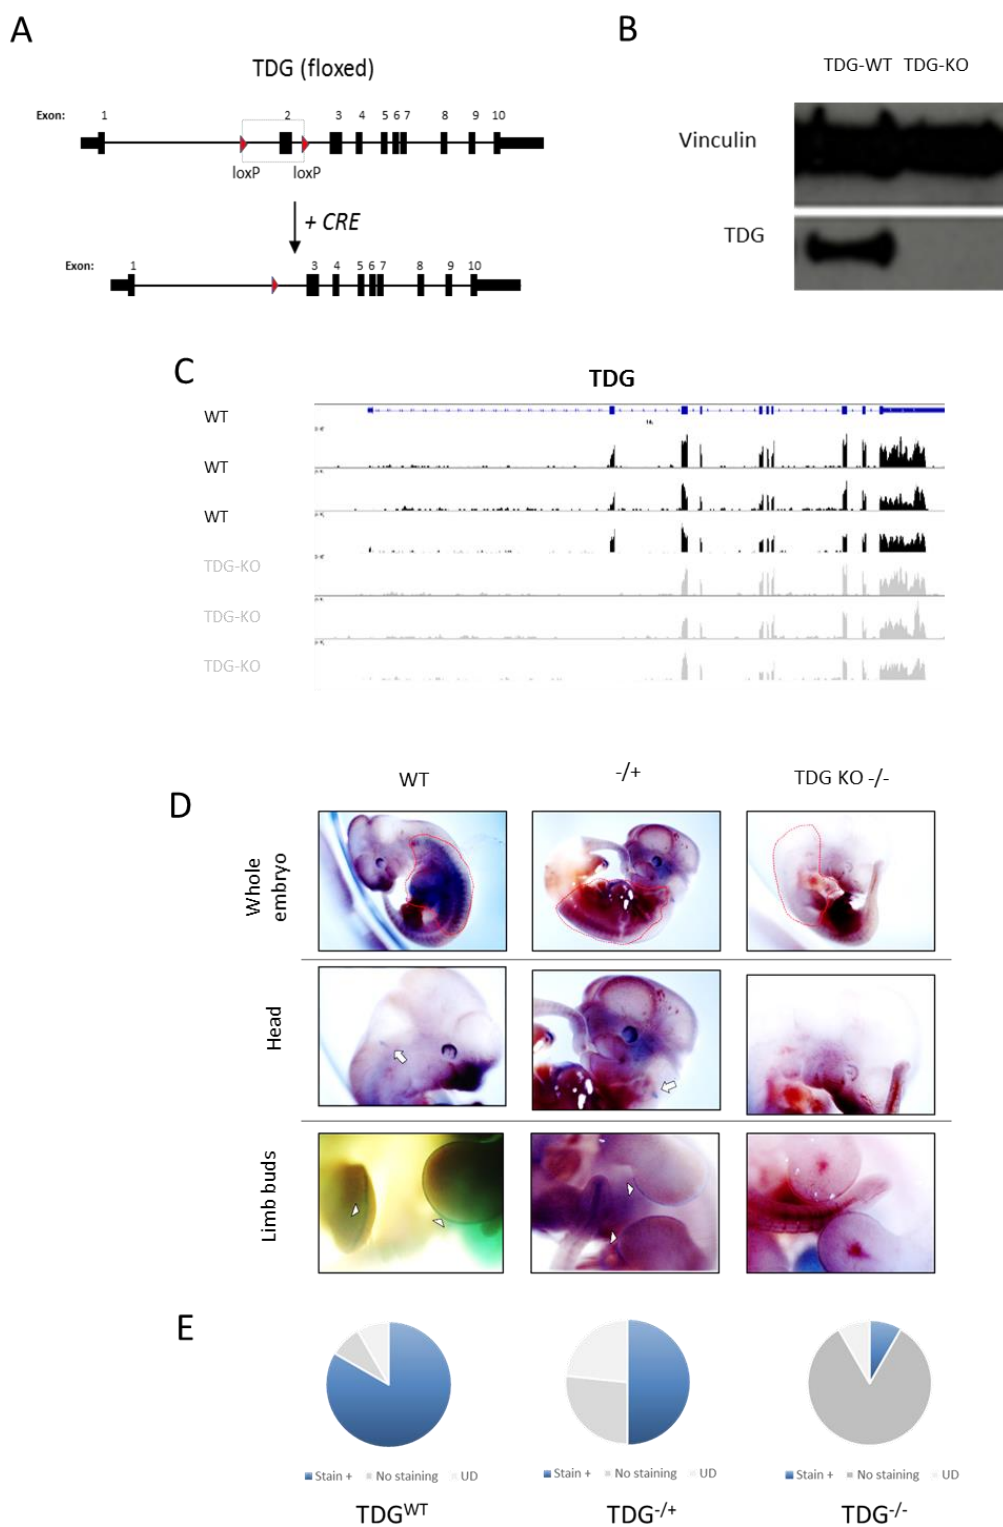 A
TDG (floxed)
Exon: 1 2 3 4 5 6 7 8 9 10
loxP loxP
+ CRE
Exon: 1 3 4 5 6 7 8 9 10
B
TDG-WT TDG-KO
Vinculin
TDG
C
TDG
WT
WT
WT
TDG-KO
TDG-KO
TDG-KO
D
WT -/+ TDG KO -/-
Whole
embryo
Head
Limb buds
E
Stain + No staining UD
Stain + No staining UD
Stain + No staining UD
TDG^WT TDG^-/+ TDG^-/-